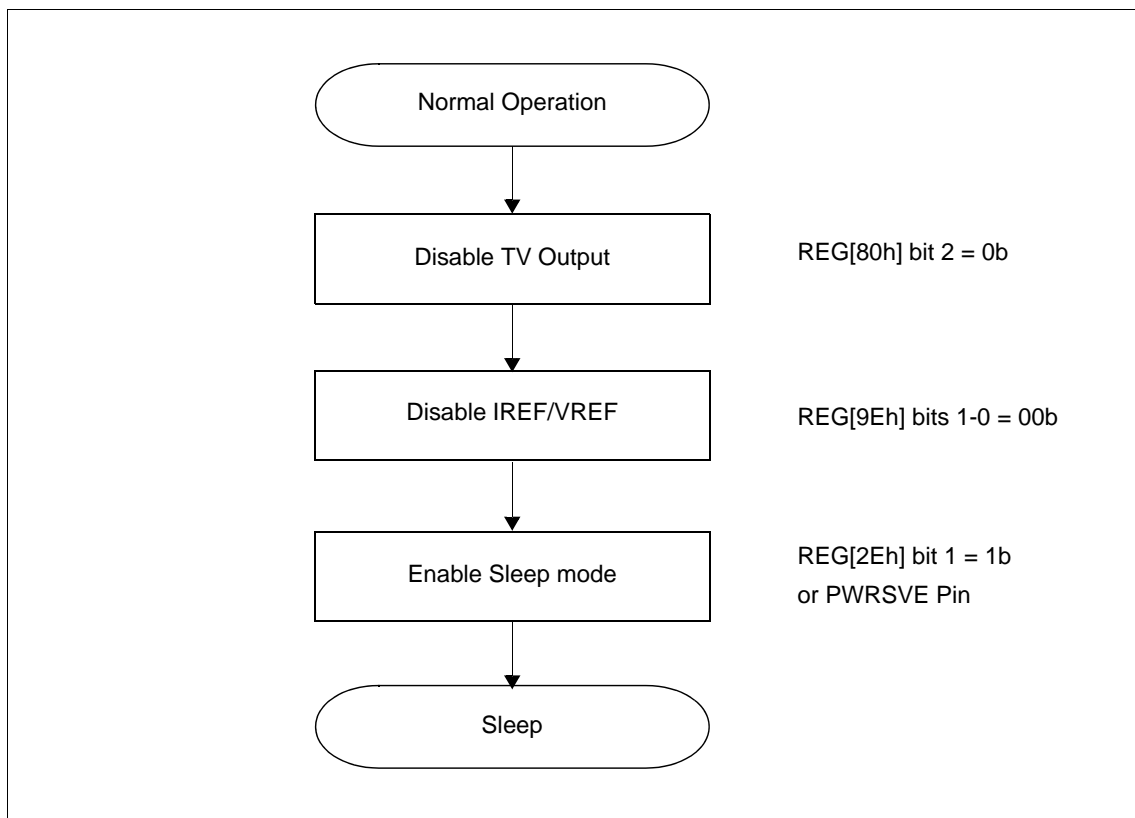 Normal Operation
Disable TV Output
REG[80h] bit 2 = 0b
Disable IREF/VREF
REG[9Eh] bits 1-0 = 00b
Enable Sleep mode
REG[2Eh] bit 1 = 1b
or PWRSVE Pin
Sleep